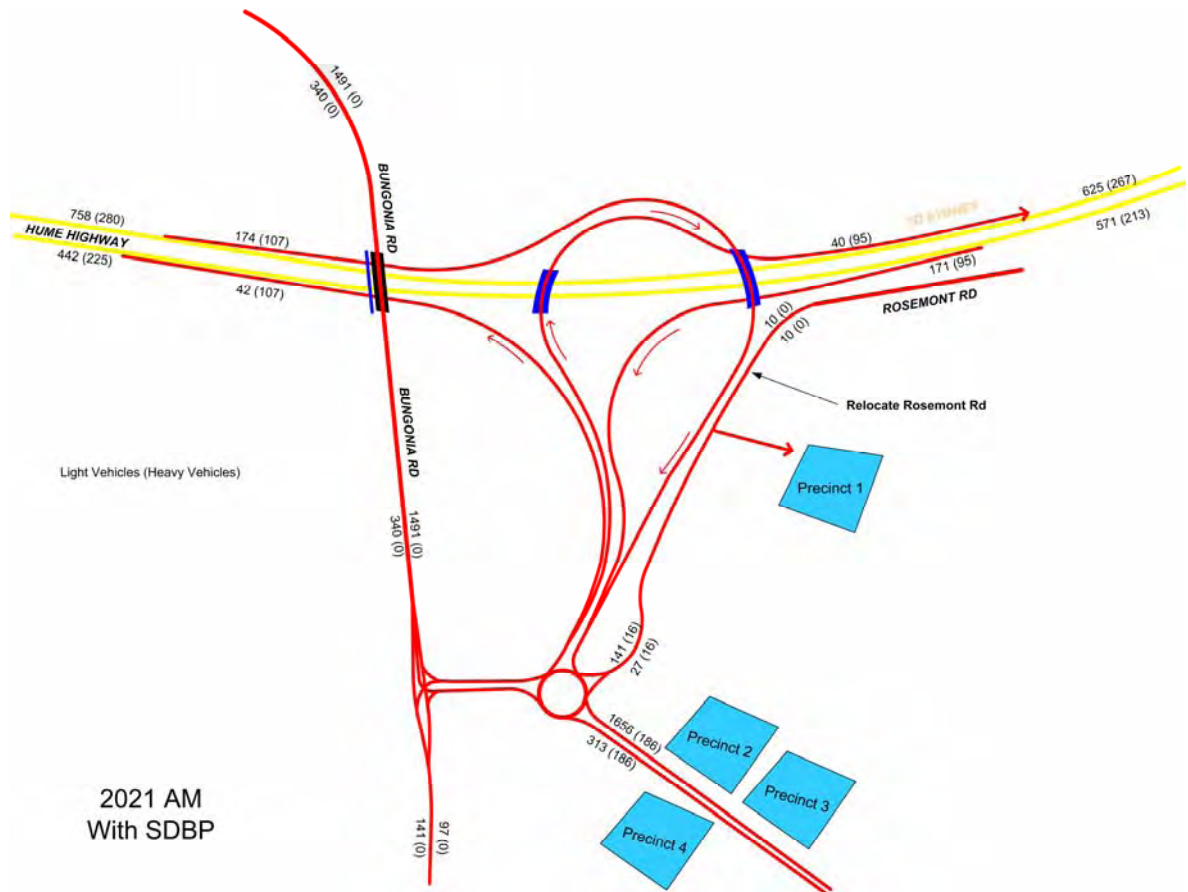 1491 (0)
340 (0)
BUNGONIA RD
625 (267)
571 (213)
758 (280)
HUME HIGHWAY
442 (225)
174 (107)
42 (107)
TO SYDNEY
40 (95)
171 (95)
ROSEMONT RD
10 (0)
10 (0)
Relocate Rosemont Rd
BUNGONIA RD
Light Vehicles (Heavy Vehicles)
Precinct 1
1491 (0)
340 (0)
141 (16)
27 (16)
1656 (186)
313 (186)
Precinct 2
Precinct 3
Precinct 4
2021 AM
With SDBP
97 (0)
141 (0)